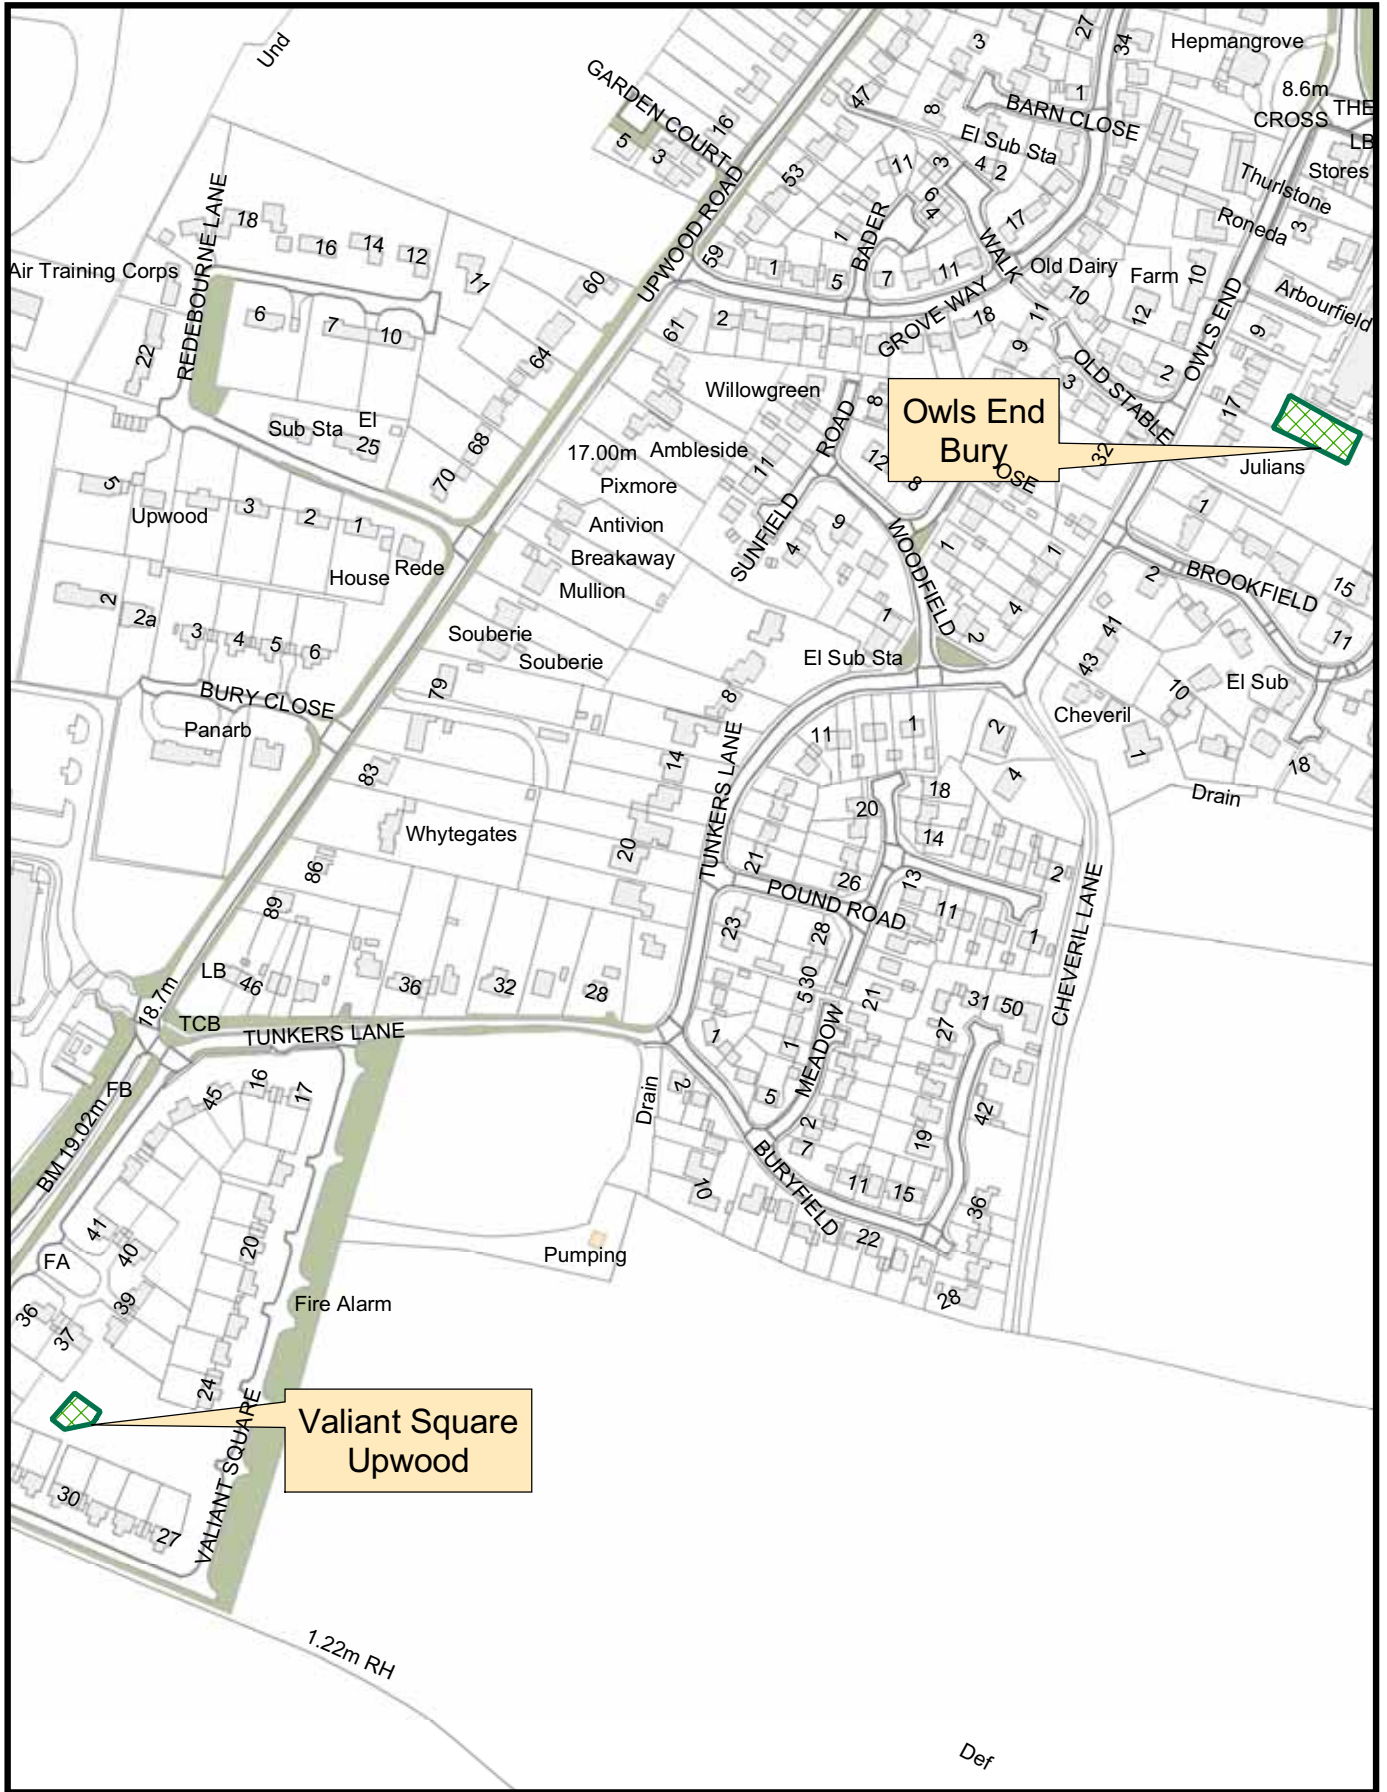 Und
GARDEN COURT
5
3
16
47
3
27
34
Hepmangrove
8.6m
CROSS
THE
LB
Stores
8
1
BARN CLOSE
El Sub Sta
53
11
3
4
2
6
4
17
Thurlstone
Roneda
3
REDEBOURNE LANE
18
16
14
12
11
60
UPWOOD ROAD
59
1
1
BADER
5
7
11
WALK
Old Dairy
Farm
10
10
Arbourfield
Air Training Corps
6
7
10
22
64
61
2
GROVE WAY
18
11
9
12
2
OWLS END
9
Willowgreen
8
3
OLD STABLE
17
Owls End
Bury
Sub Sta
El
25
68
70
17.00m
Ambleside
Pixmore
11
ROAD
12
8
OSE
32
Julians
5
Upwood
3
2
1
House
Rede
Antivion
Breakaway
Mullion
SUNFIELD
4
9
WOODFIELD
1
1
4
1
2
BROOKFIELD
15
11
2
2a
3
4
5
6
Souberie
Souberie
1
2
El Sub Sta
41
43
10
El Sub
BURY CLOSE
Panarb
79
8
Cheveril
1
18
Drain
83
14
TUNKERS LANE
11
1
2
4
Whytegates
20
21
20
18
14
86
89
POUND ROAD
26
13
11
2
1
23
28
CHEVERIL LANE
LB
46
36
32
28
530
21
31
50
18.7m
TCB
TUNKERS LANE
1
1
MEADOW
27
FB
45
16
17
Drain
2
5
2
7
19
42
BM 19.02m
10
BURYFIELD
11
15
36
22
28
41
40
20
FA
39
36
37
Pumping
Fire Alarm
24
VALIANT SQUARE
Valiant Square
Upwood
30
27
1.22m RH
Def